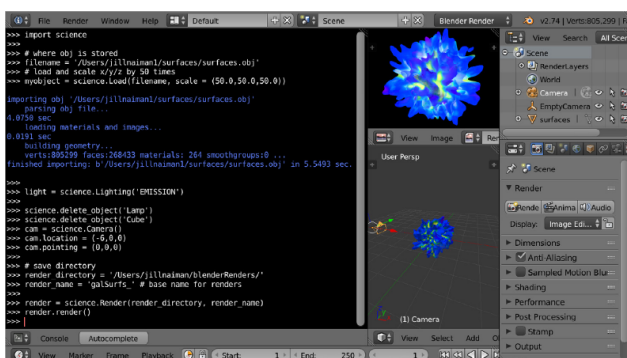 File Render Window Help Default Scene Blender Render v2.74 | Verts:805,299 |
>>> import science
>>>
>>> # where obj is stored
>>> filename = '/Users/jillnaiman1/surfaces/surfaces.obj'
>>> # load and scale x/y/z by 50 times
>>> myobject = science.Load(filename, scale = (50.0,50.0,50.0))
importing obj '/Users/jillnaiman1/surfaces/surfaces.obj'
parsing obj file...
4.0750 sec
loading materials and images...
0.0191 sec
building geometry...
verts:805299 faces:268433 materials: 264 smoothgroups:0 ...
finished importing: b'/Users/jillnaiman1/surfaces/surfaces.obj' in 5.5493 sec.
>>>
>>> light = science.Lighting('EMISSION')
>>>
>>> science.delete_object('Lamp')
>>> science.delete_object('Cube')
>>> cam = science.Camera()
>>> cam.location = (-6,0,0)
>>> cam.pointing = (0,0,0)
>>>
>>> # save directory
>>> render_directory = '/Users/jillnaiman/blenderRenders/'
>>> render_name = 'galSurfs_' # base name for renders
>>>
>>> render = science.Render(render_directory, render_name)
>>> render.render()
>>>
Console Autocomplete
View Marker Frame Playback Start: 1 End: 250 1
View Image Ren
User Persp
(1) Camera
View Select Add O
View Search All Scen
Scene
RenderLayers
World
Camera
EmptyCamera
surfaces
Scene
Render
Rende Anima Audio
Display: Image Edi...
Dimensions
Anti-Aliasing
Sampled Motion Blu
Shading
Performance
Post Processing
Stamp
Output